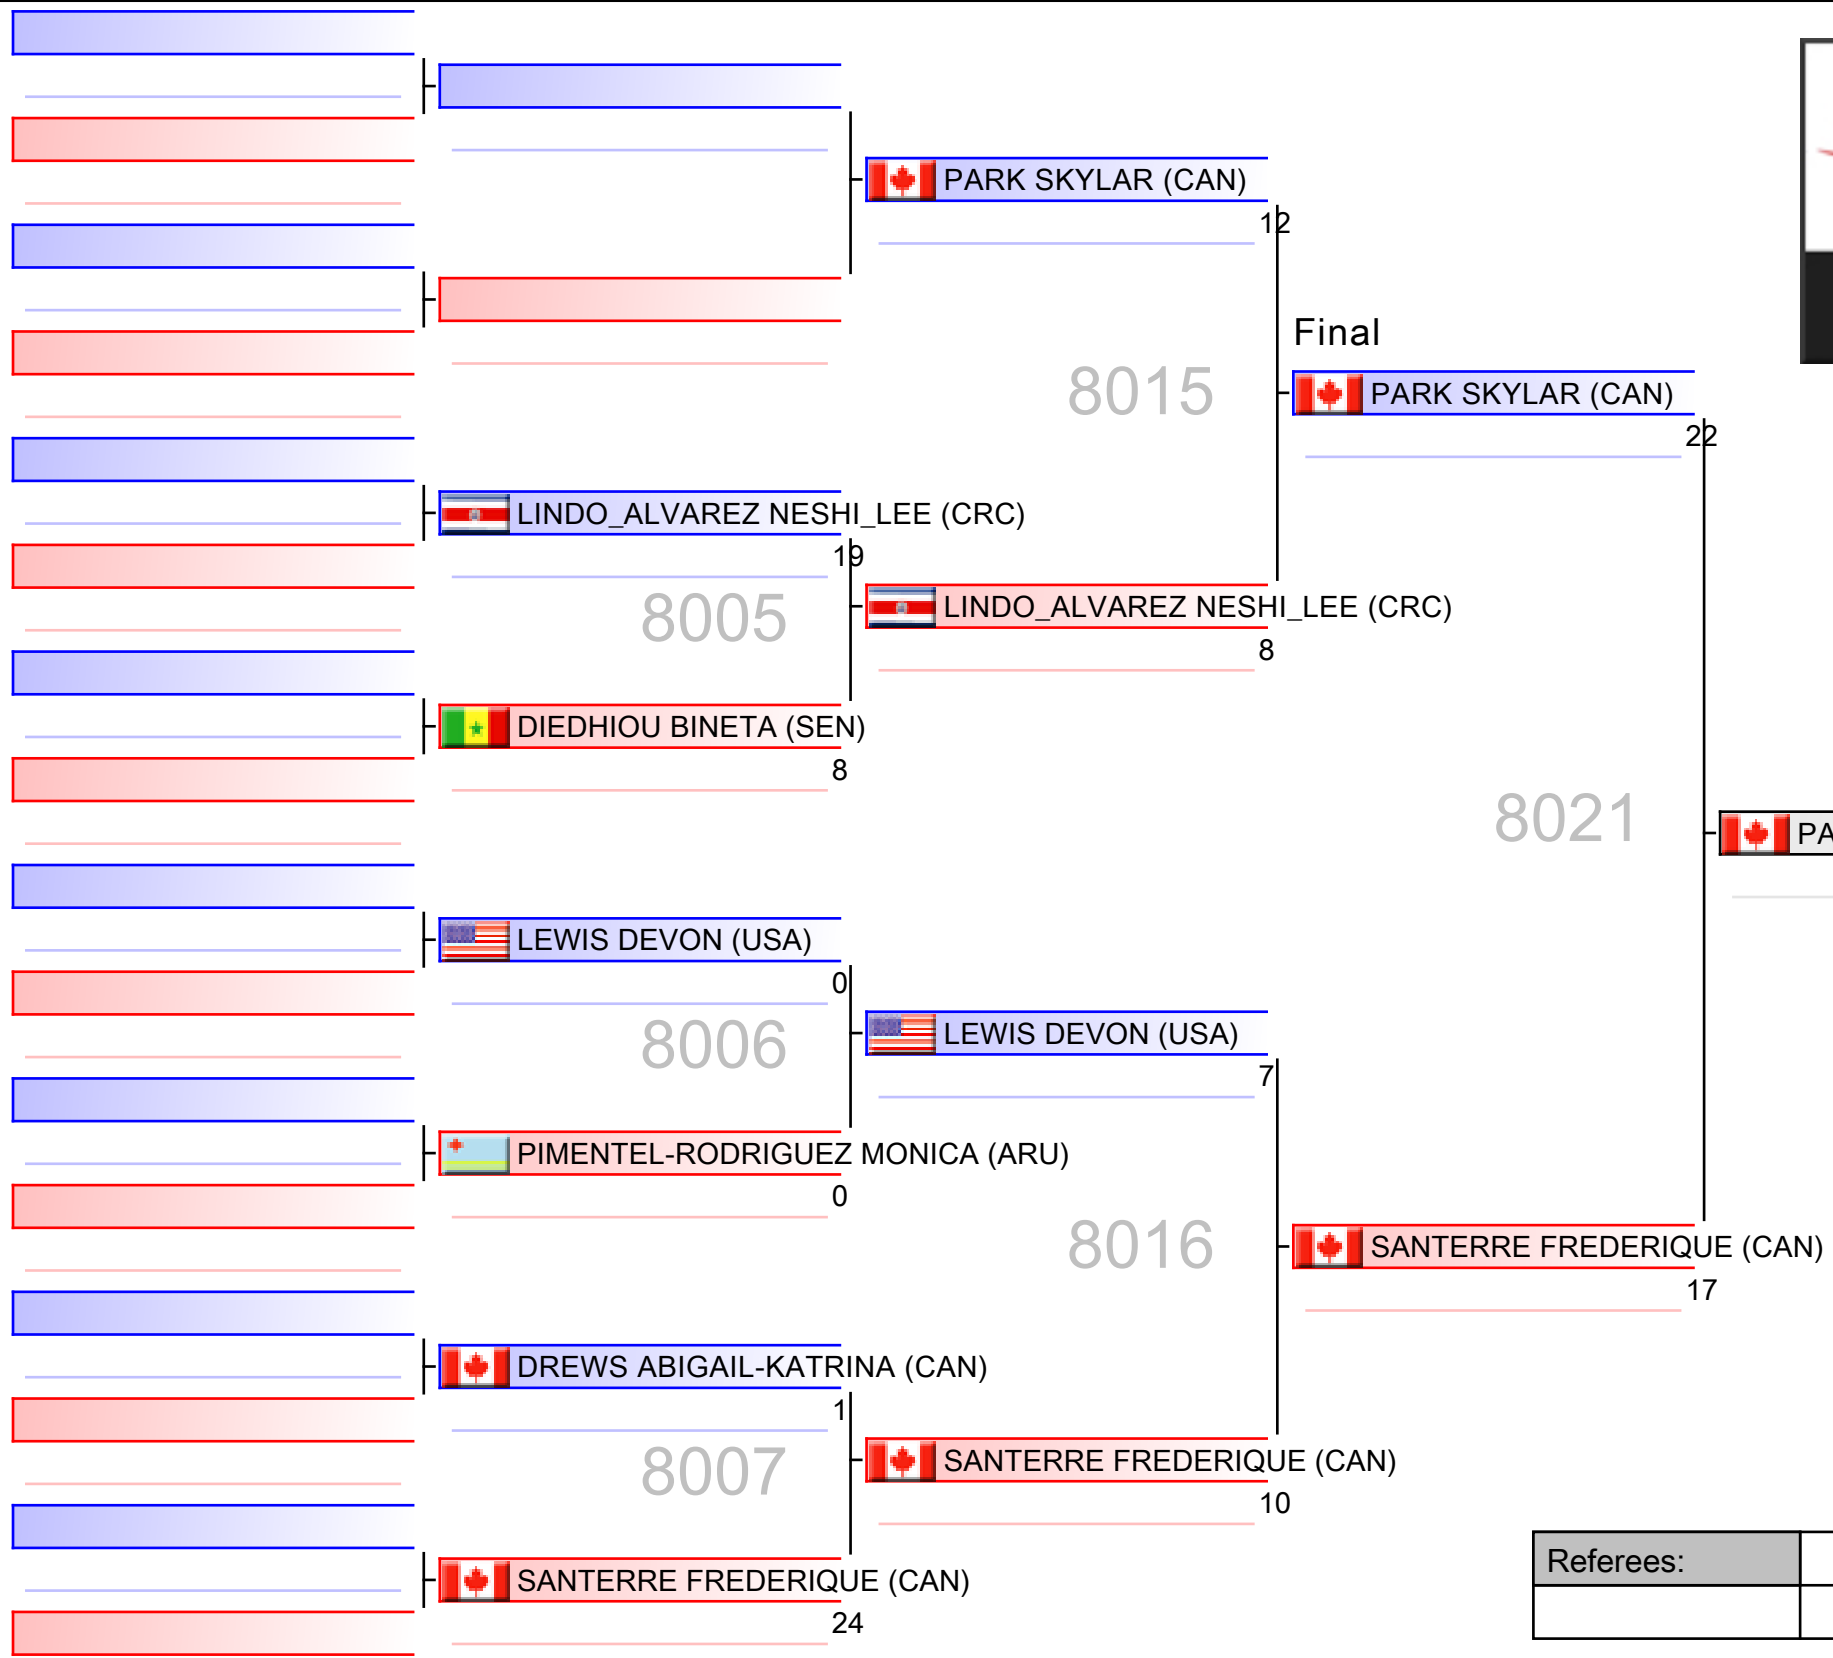 PARK SKYLAR (CAN)
12
Final
8015
PARK SKYLAR (CAN)
22
LINDO_ALVAREZ NESHI_LEE (CRC)
19
8005
LINDO_ALVAREZ NESHI_LEE (CRC)
8
DIEDHIOU BINETA (SEN)
8
8021
PA
LEWIS DEVON (USA)
0
8006
LEWIS DEVON (USA)
7
PIMENTEL-RODRIGUEZ MONICA (ARU)
0
8016
SANTERRE FREDERIQUE (CAN)
17
DREWS ABIGAIL-KATRINA (CAN)
1
8007
SANTERRE FREDERIQUE (CAN)
10
SANTERRE FREDERIQUE (CAN)
24
Referees: